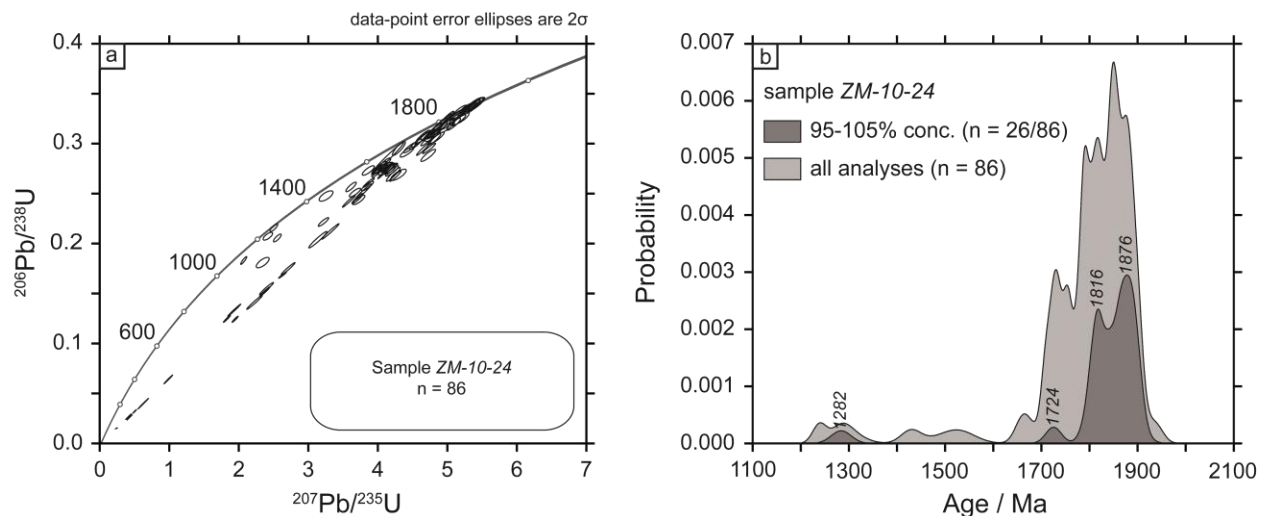 data-point error ellipses are 2σ
a
0.4
0.3
0.2
0.1
0.0
²⁰⁶Pb/²³⁸U
1800
1400
1000
600
Sample ZM-10-24
n = 86
0 1 2 3 4 5 6 7
²⁰⁷Pb/²³⁵U
b
0.007
0.006
0.005
0.004
0.003
0.002
0.001
0.000
Probability
sample ZM-10-24
95-105% conc. (n = 26/86)
all analyses (n = 86)
1282
1724
1816
1876
1100 1300 1500 1700 1900 2100
Age / Ma